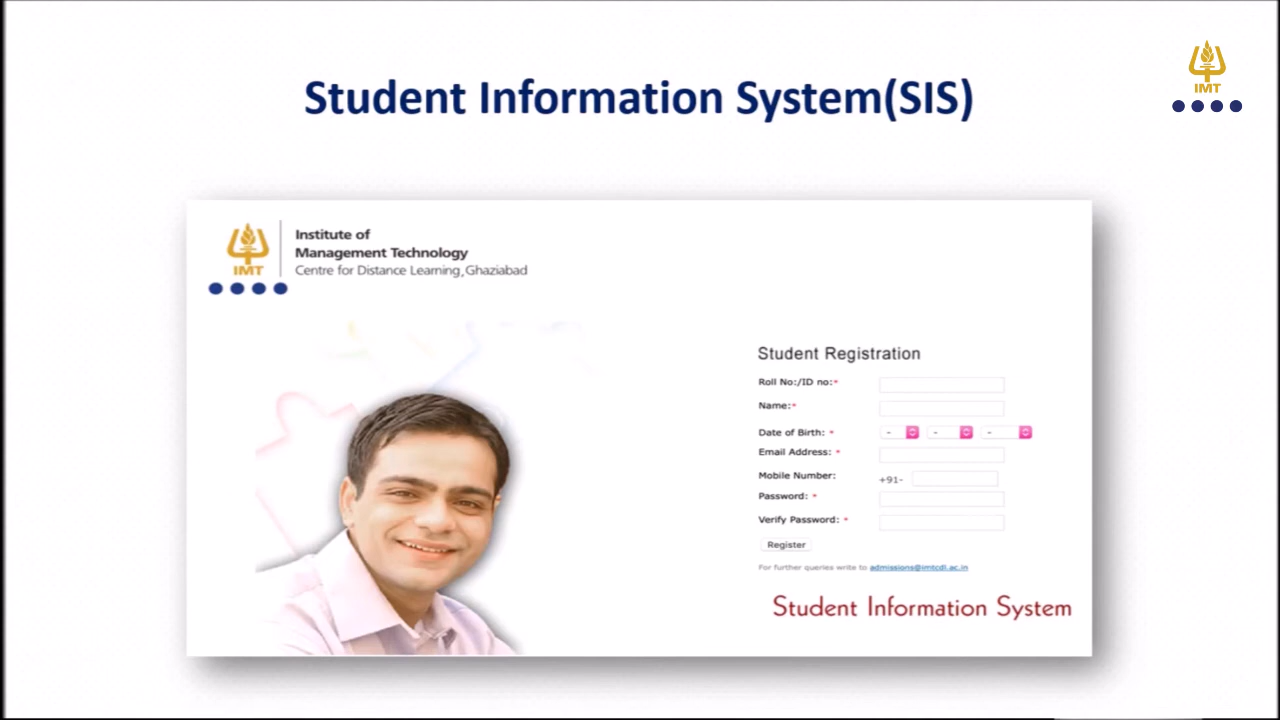 Student Information System(SIS)
IMT
Institute of
Management Technology
Centre for Distance Learning, Ghaziabad
IMT
Student Registration
Roll No:/ID no:*
Name:*
Date of Birth: * - - -
Email Address: *
Mobile Number: +91-
Password: *
Verify Password: *
Register
For further queries write to admissions@imtcdl.ac.in
Student Information System